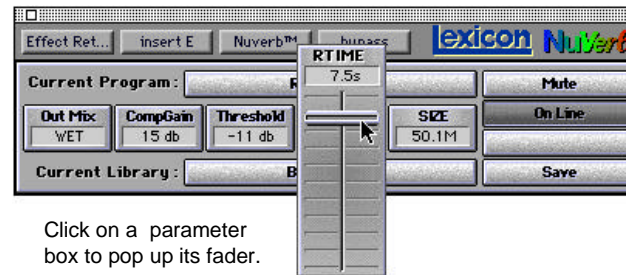 Effect Ret... insert E Nuverb™ bypass lexicon NuVerb
RTIME
7.5s
Current Program: R Mute
Out Mix CompGain Threshold SIZE On Line
WET 15 db -11 db 50.1M
Current Library: B Save
Click on a parameter
box to pop up its fader.